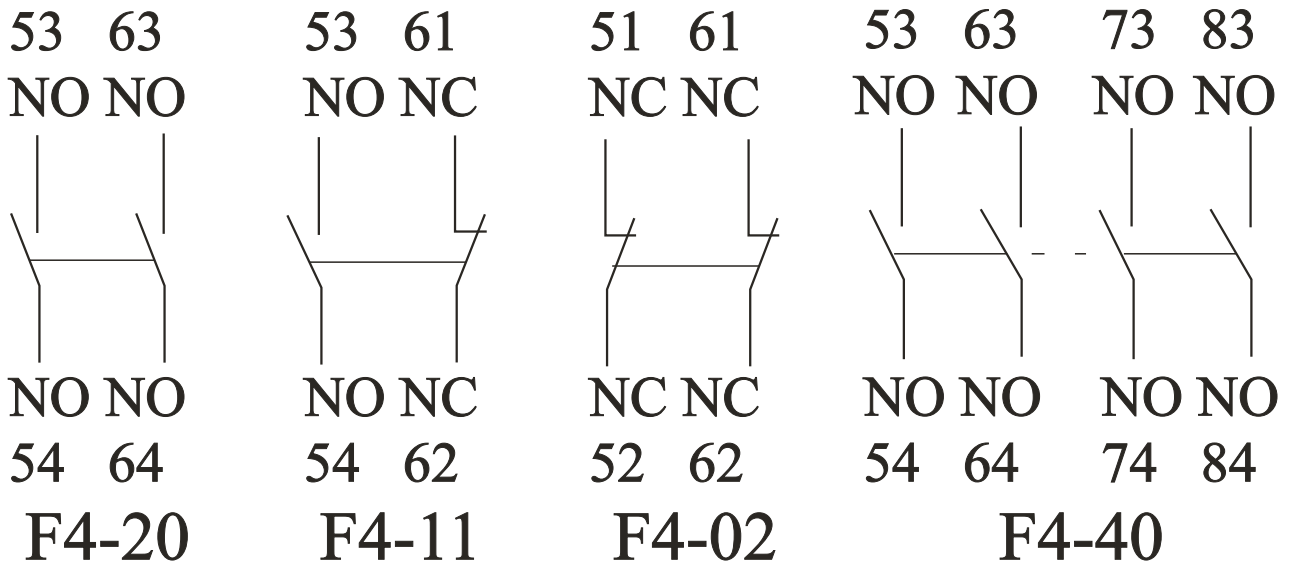 53 63 53 61 51 61 53 63 73 83
NO NO NO NC NC NC NO NO NO NO
NO NO NO NC NC NC NO NO NO NO
54 64 54 62 52 62 54 64 74 84
F4-20 F4-11 F4-02 F4-40